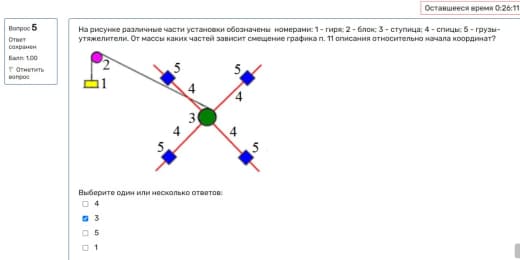 Оставшееся время 0:26:11
Вопрос 5
Ответ
сохранен
Балл: 1,00
Отметить
вопрос
На рисунке различные части установки обозначены номерами: 1 - гиря; 2 - блок; 3 - ступица; 4 - спицы; 5 - грузы-
утяжелители. От массы каких частей зависит смещение графика п. 11 описания относительно начала координат?
2
1
5
5
4
4
3
4
4
5
5
Выберите один или несколько ответов:
4
3
5
1